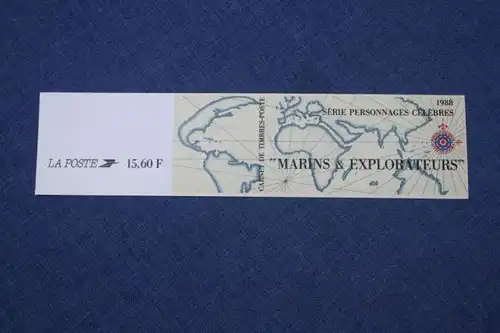 LA POSTE 15,60 F
CARNET DE TIMBRES-POSTE
1988
SÉRIE PERSONNAGES CÉLÈBRES
"MARINS & EXPLORATEURS"